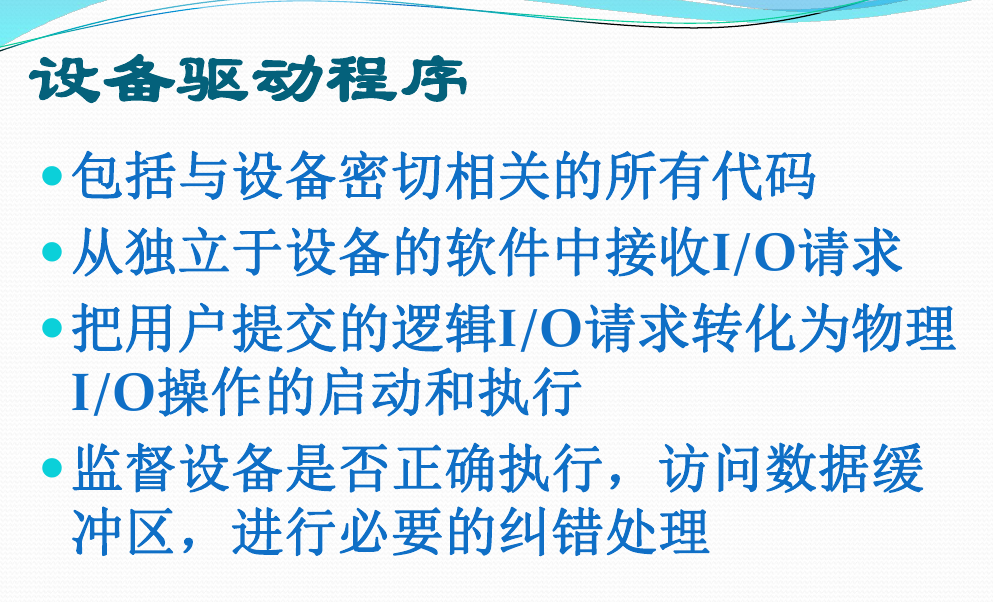 设备驱动程序
•包括与设备密切相关的所有代码
•从独立于设备的软件中接收I/O请求
•把用户提交的逻辑I/O请求转化为物理
I/O操作的启动和执行
•监督设备是否正确执行，访问数据缓
冲区，进行必要的纠错处理